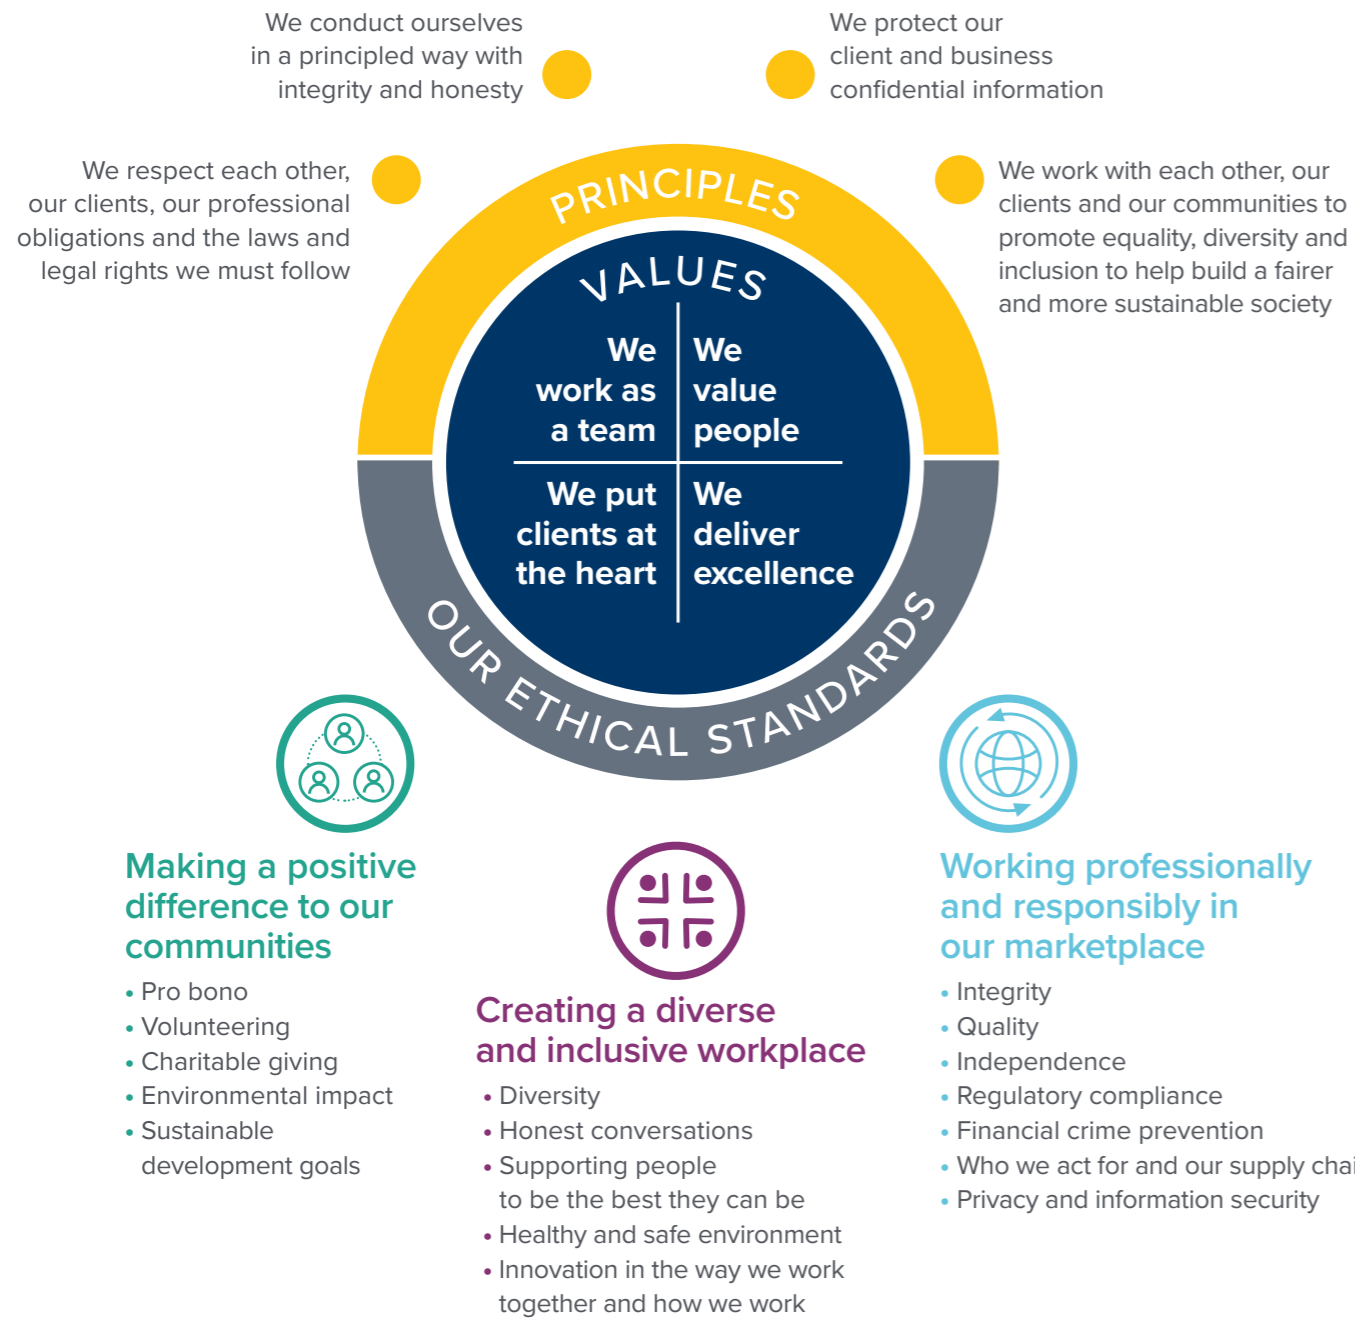 We conduct ourselves
in a principled way with
integrity and honesty
We protect our
client and business
confidential information
We respect each other,
our clients, our professional
obligations and the laws and
legal rights we must follow
We work with each other, our
clients and our communities to
promote equality, diversity and
inclusion to help build a fairer
and more sustainable society
PRINCIPLES
VALUES
We
work as
a team
We
value
people
We put
clients at
the heart
We
deliver
excellence
OUR ETHICAL STANDARDS
Making a positive
difference to our
communities
• Pro bono
• Volunteering
• Charitable giving
• Environmental impact
• Sustainable
development goals
Creating a diverse
and inclusive workplace
• Diversity
• Honest conversations
• Supporting people
to be the best they can be
• Healthy and safe environment
• Innovation in the way we work
together and how we work
Working professionally
and responsibly in
our marketplace
• Integrity
• Quality
• Independence
• Regulatory compliance
• Financial crime prevention
• Who we act for and our supply
• Privacy and information security